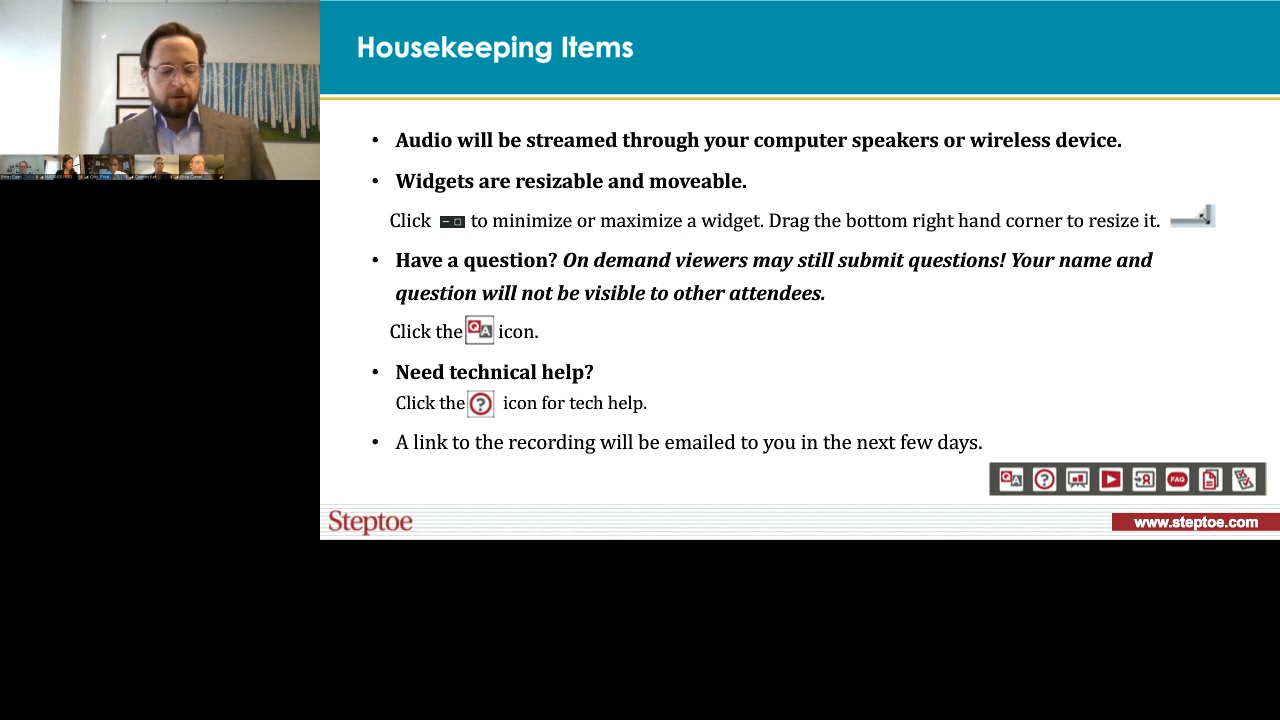 Housekeeping Items
• Audio will be streamed through your computer speakers or wireless device.
• Widgets are resizable and moveable.
Click to minimize or maximize a widget. Drag the bottom right hand corner to resize it.
• Have a question? On demand viewers may still submit questions! Your name and
question will not be visible to other attendees.
Click the QA icon.
• Need technical help?
Click the ? icon for tech help.
• A link to the recording will be emailed to you in the next few days.
QA ? FAQ
Steptoe
www.steptoe.com